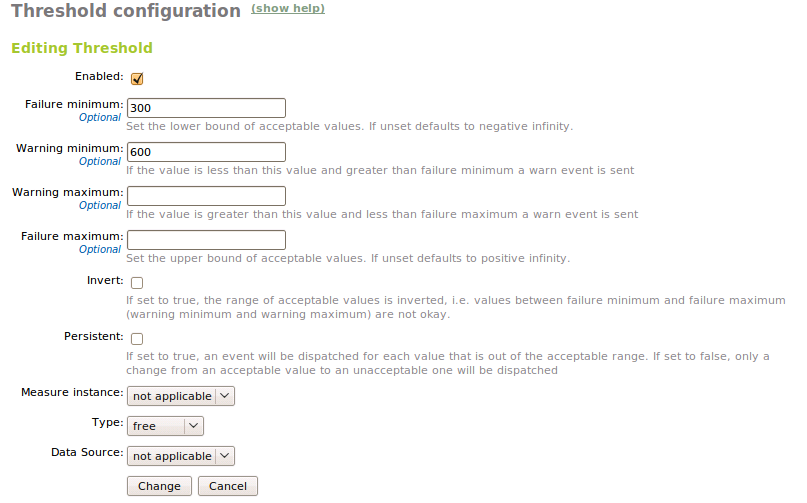 Threshold configuration (show help)
Editing Threshold
Enabled:
Failure minimum: 300
Optional
Set the lower bound of acceptable values. If unset defaults to negative infinity.
Warning minimum: 600
Optional
If the value is less than this value and greater than failure minimum a warn event is sent
Warning maximum:
Optional
If the value is greater than this value and less than failure maximum a warn event is sent
Failure maximum:
Optional
Set the upper bound of acceptable values. If unset defaults to positive infinity.
Invert:
If set to true, the range of acceptable values is inverted, i.e. values between failure minimum and failure maximum
(warning minimum and warning maximum) are not okay.
Persistent:
If set to true, an event will be dispatched for each value that is out of the acceptable range. If set to false, only a
change from an acceptable value to an unacceptable one will be dispatched
Measure instance: not applicable
Type: free
Data Source: not applicable
Change Cancel